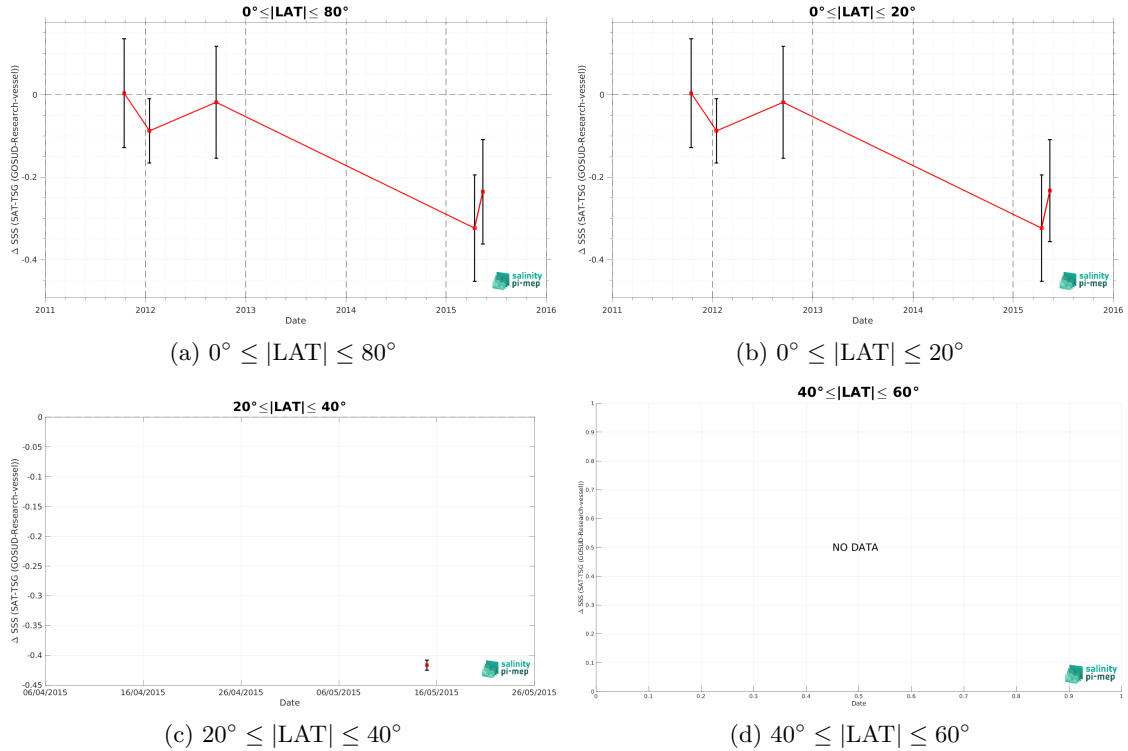 0°≤|LAT|≤ 80°
Δ SSS (SAT-TSG (GOSUD-Research-vessel))
0
-0.2
-0.4
2011 2012 2013 2014 2015 2016
Date
salinity
pi-mep
(a) 0° ≤ |LAT| ≤ 80°
0°≤|LAT|≤ 20°
Δ SSS (SAT-TSG (GOSUD-Research-vessel))
0
-0.2
-0.4
2011 2012 2013 2014 2015 2016
Date
salinity
pi-mep
(b) 0° ≤ |LAT| ≤ 20°
20°≤|LAT|≤ 40°
Δ SSS (SAT-TSG (GOSUD-Research-vessel))
0
-0.05
-0.1
-0.15
-0.2
-0.25
-0.3
-0.35
-0.4
-0.45
06/04/2015 16/04/2015 26/04/2015 06/05/2015 16/05/2015 26/05/2015
Date
salinity
pi-mep
(c) 20° ≤ |LAT| ≤ 40°
40°≤|LAT|≤ 60°
Δ SSS (SAT-TSG (GOSUD-Research-vessel))
1
0.9
0.8
0.7
0.6
0.5
0.4
0.3
0.2
0.1
0
NO DATA
0 0.1 0.2 0.3 0.4 0.5 0.6 0.7 0.8 0.9 1
Date
salinity
pi-mep
(d) 40° ≤ |LAT| ≤ 60°